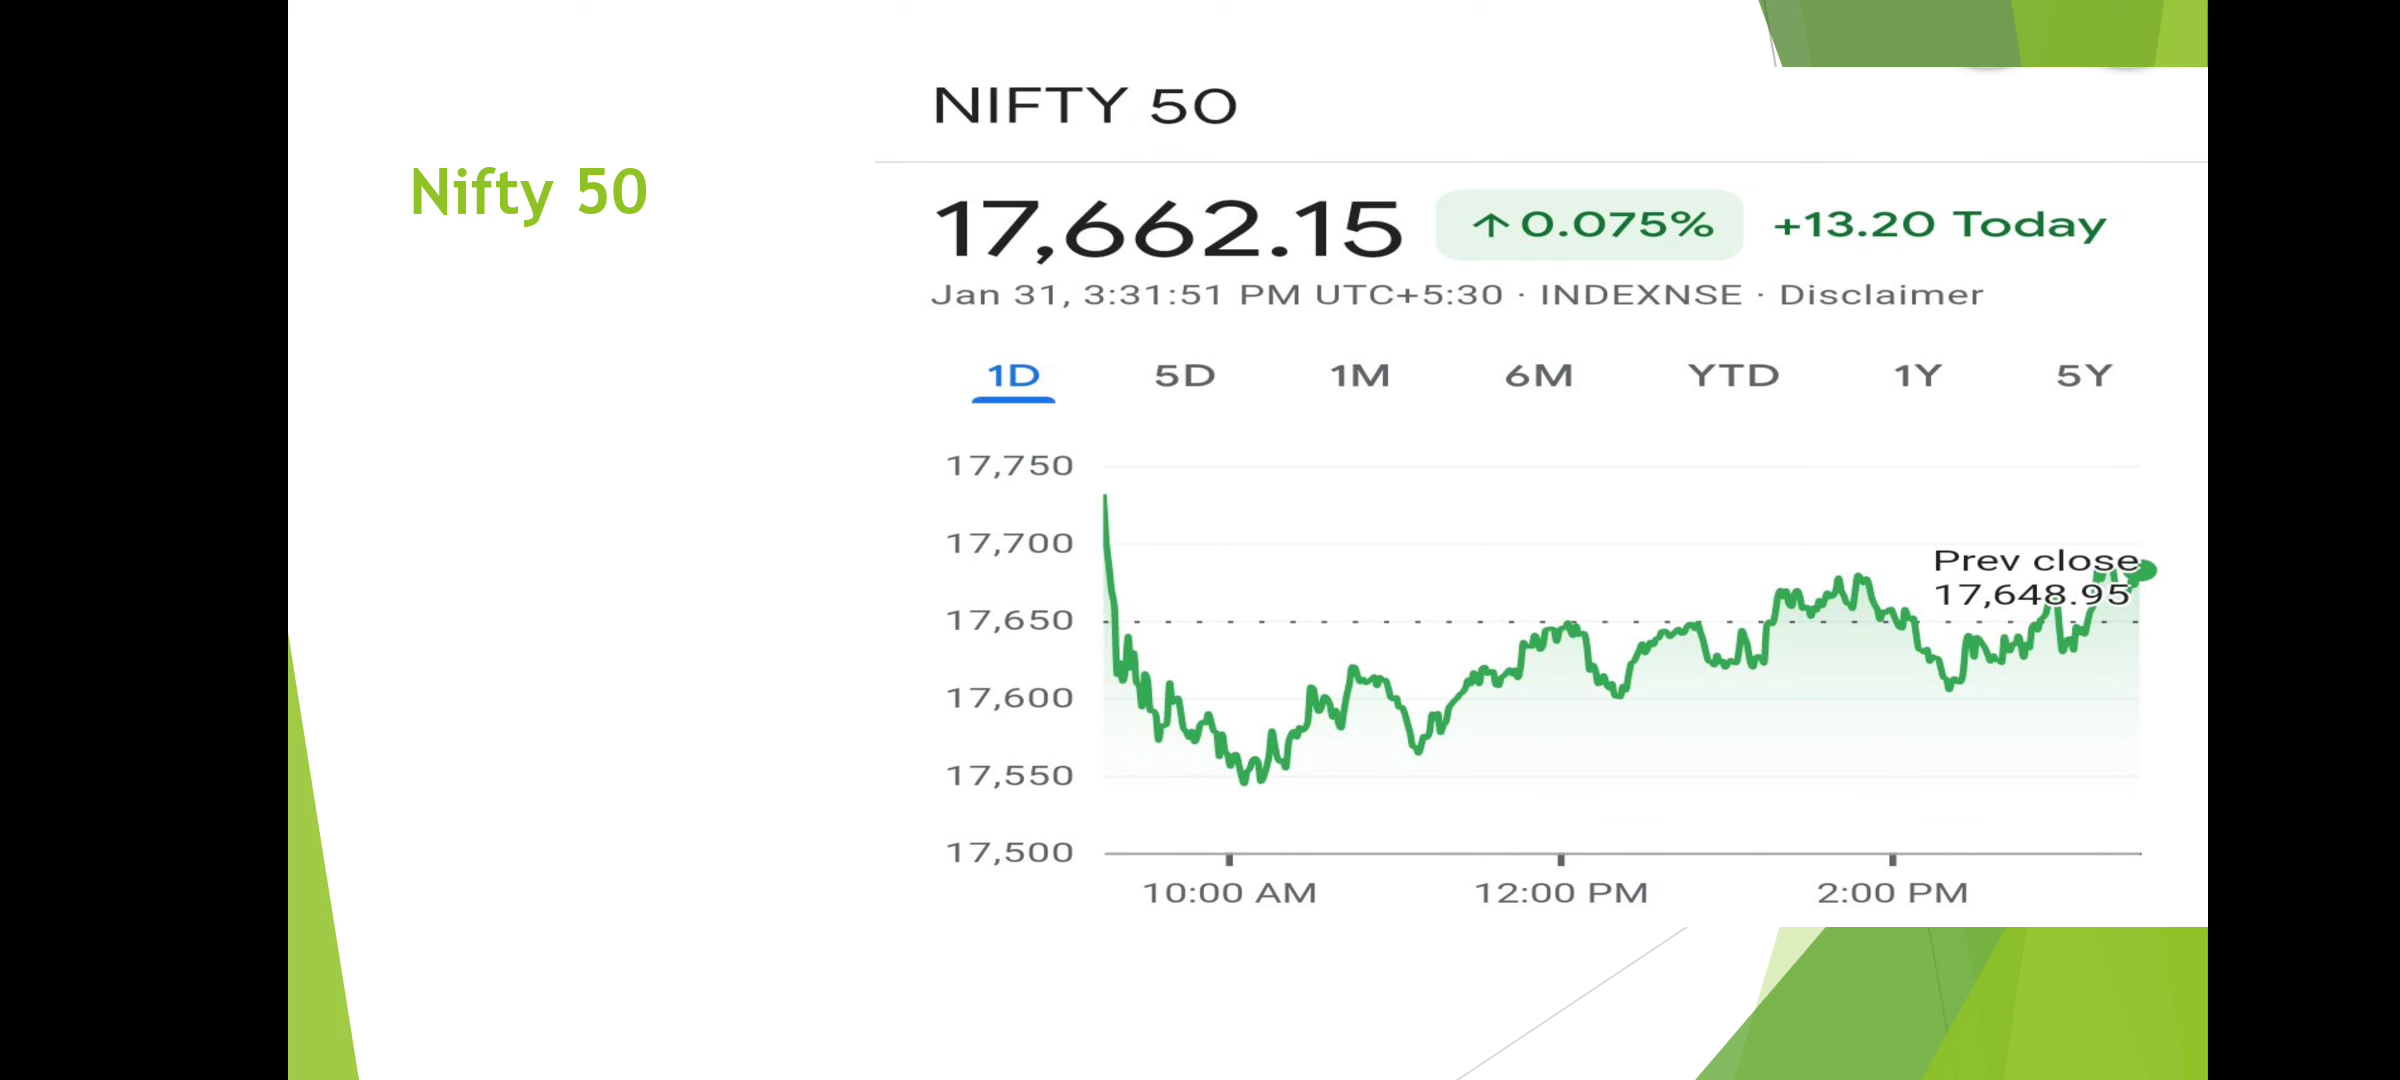 Nifty 50
NIFTY 50
17,662.15 ↑ 0.075% +13.20 Today
Jan 31, 3:31:51 PM UTC+5:30 · INDEXNSE · Disclaimer
1D 5D 1M 6M YTD 1Y 5Y
17,750
17,700
17,650
17,600
17,550
17,500
Prev close
17,648.95
10:00 AM 12:00 PM 2:00 PM